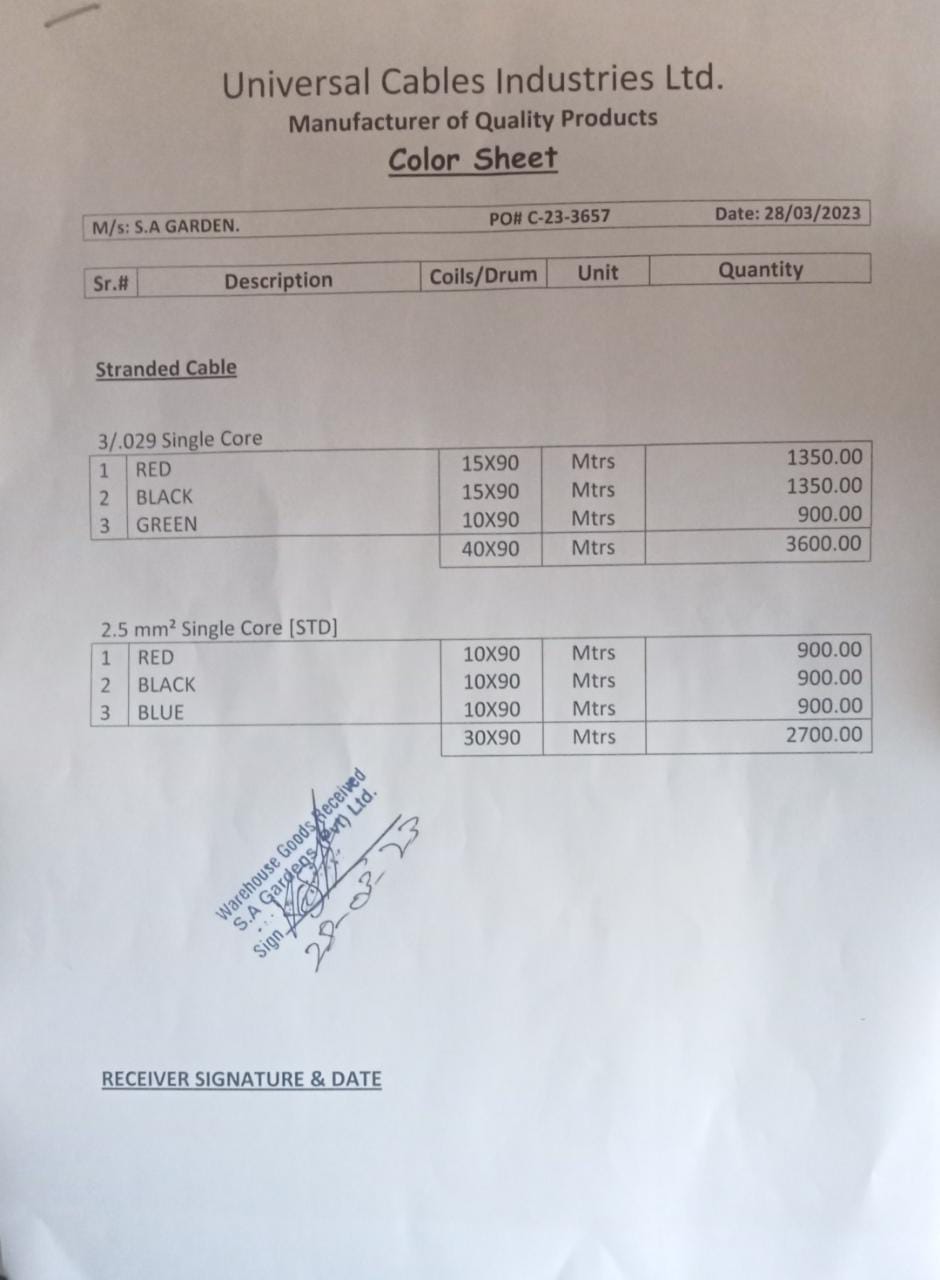 Universal Cables Industries Ltd.
Manufacturer of Quality Products
Color Sheet
M/s: S.A GARDEN. PO# C-23-3657 Date: 28/03/2023
Sr.# Description Coils/Drum Unit Quantity
Stranded Cable
3/.029 Single Core
1 RED 15X90 Mtrs 1350.00
2 BLACK 15X90 Mtrs 1350.00
3 GREEN 10X90 Mtrs 900.00
40X90 Mtrs 3600.00
2.5 mm² Single Core [STD]
1 RED 10X90 Mtrs 900.00
2 BLACK 10X90 Mtrs 900.00
3 BLUE 10X90 Mtrs 900.00
30X90 Mtrs 2700.00
Warehouse Goods Received
S.A Gardens (Pvt) Ltd.
Sign
28-03-23
RECEIVER SIGNATURE & DATE